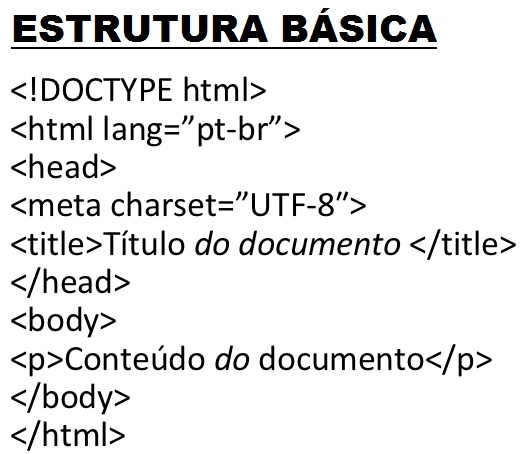 ESTRUTURA BÁSICA
<!DOCTYPE html>
<html lang=”pt-br”>
<head>
<meta charset=”UTF-8”>
<title>Título do documento </title>
</head>
<body>
<p>Conteúdo do documento</p>
</body>
</html>